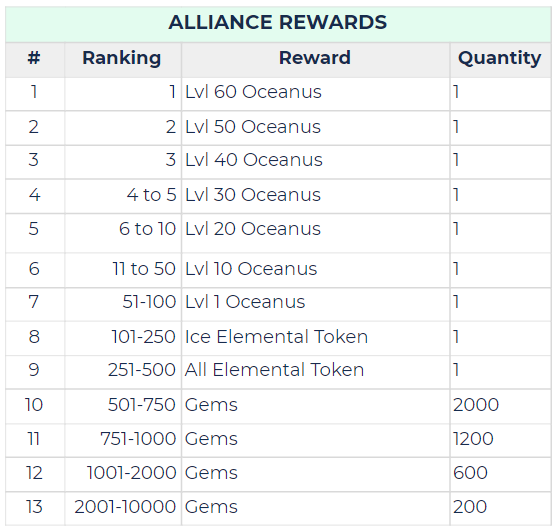 ALLIANCE REWARDS
# Ranking Reward Quantity
1 1 Lvl 60 Oceanus 1
2 2 Lvl 50 Oceanus 1
3 3 Lvl 40 Oceanus 1
4 4 to 5 Lvl 30 Oceanus 1
5 6 to 10 Lvl 20 Oceanus 1
6 11 to 50 Lvl 10 Oceanus 1
7 51-100 Lvl 1 Oceanus 1
8 101-250 Ice Elemental Token 1
9 251-500 All Elemental Token 1
10 501-750 Gems 2000
11 751-1000 Gems 1200
12 1001-2000 Gems 600
13 2001-10000 Gems 200